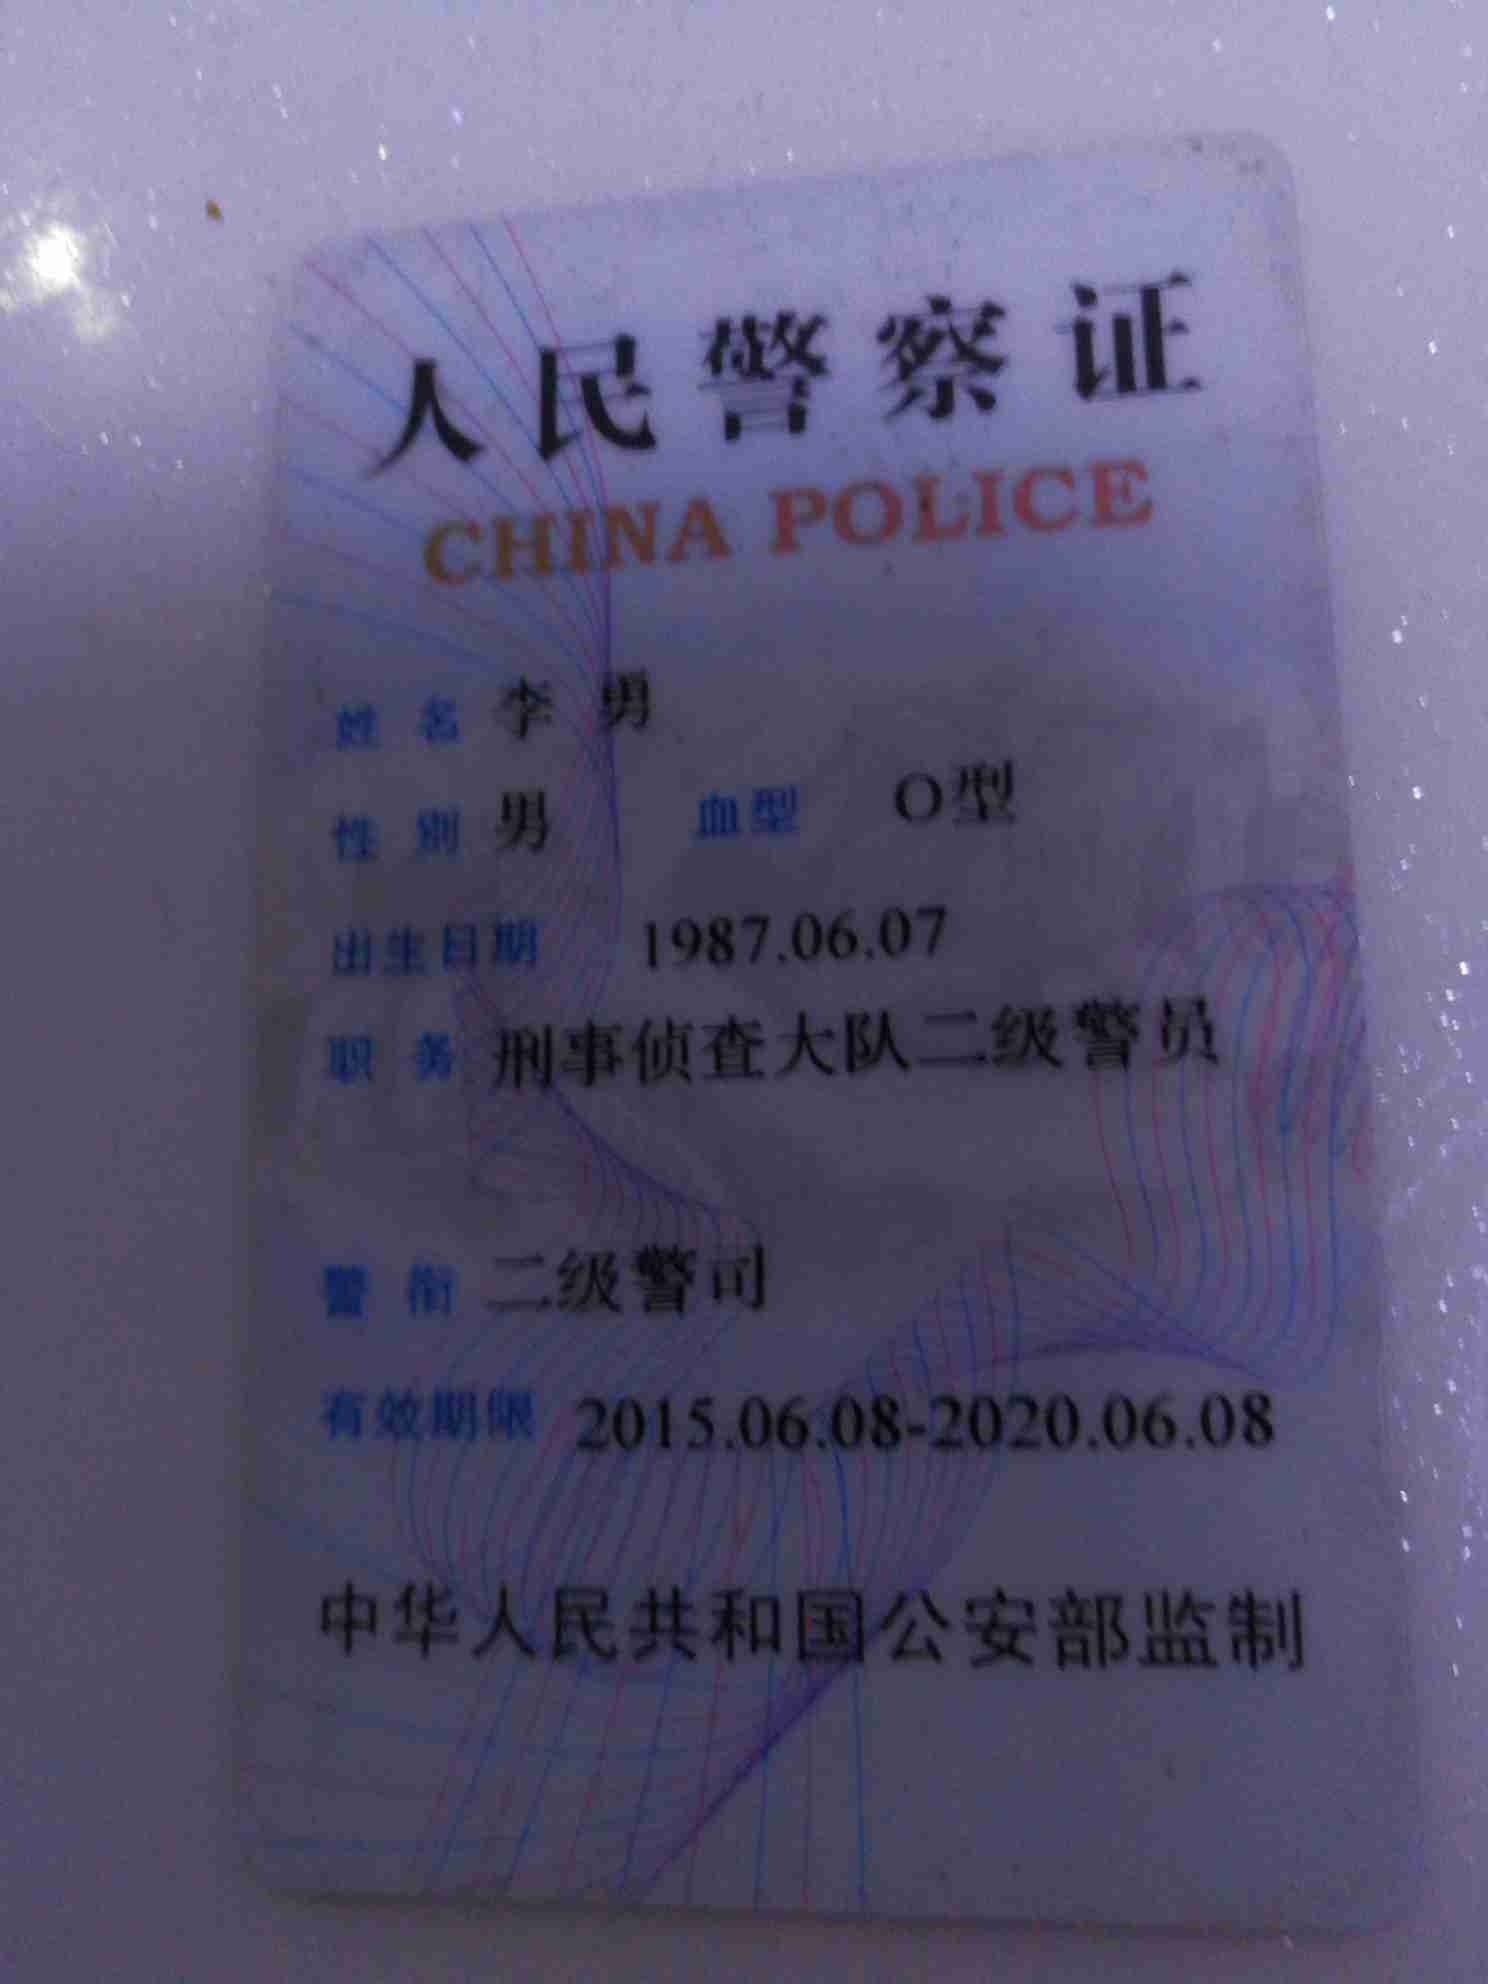 人民警察证
CHINA POLICE
姓名 李勇
性别 男 血型 O型
出生日期 1987.06.07
职务 刑事侦查大队二级警员
警衔 二级警司
有效期限 2015.06.08-2020.06.08
中华人民共和国公安部监制